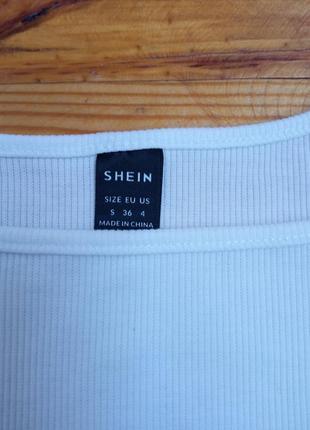 SHEIN
SIZE EU US
S 36 4
MADE IN CHINA